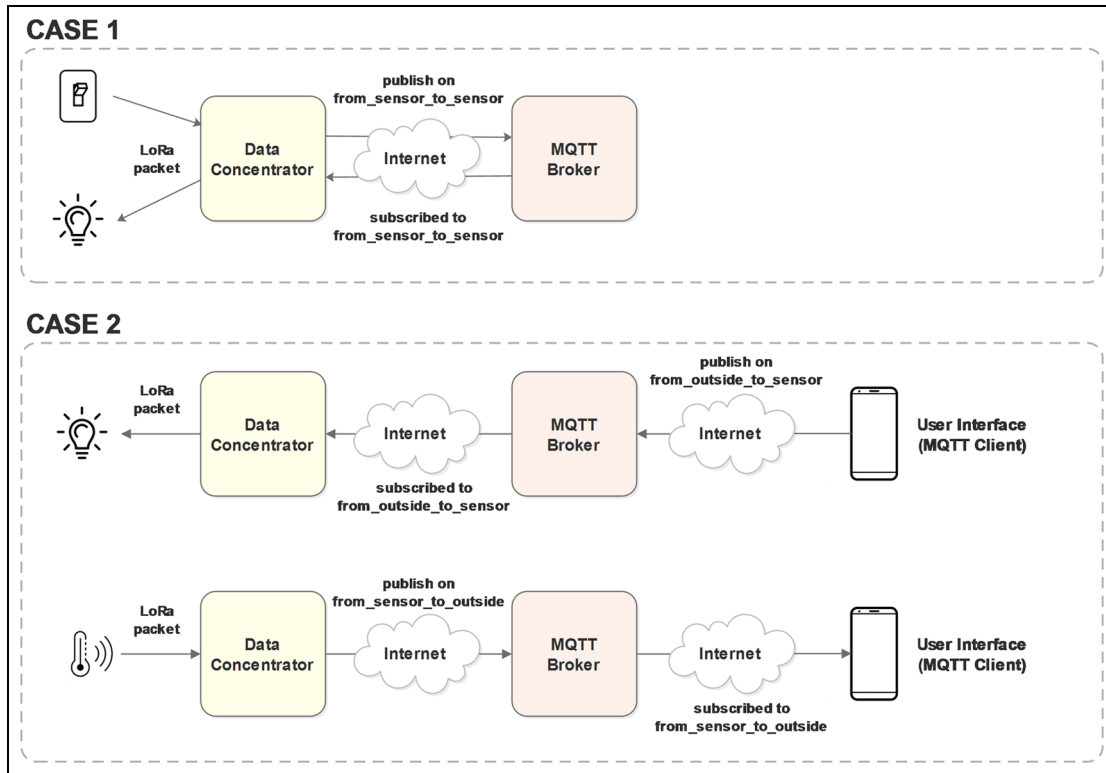 CASE 1
publish on
from_sensor_to_sensor
LoRa
packet
Data
Concentrator
Internet
MQTT
Broker
subscribed to
from_sensor_to_sensor
CASE 2
publish on
from_outside_to_sensor
LoRa
packet
Data
Concentrator
Internet
MQTT
Broker
Internet
User Interface
(MQTT Client)
subscribed to
from_outside_to_sensor
publish on
from_sensor_to_outside
LoRa
packet
Data
Concentrator
Internet
MQTT
Broker
Internet
User Interface
(MQTT Client)
subscribed to
from_sensor_to_outside